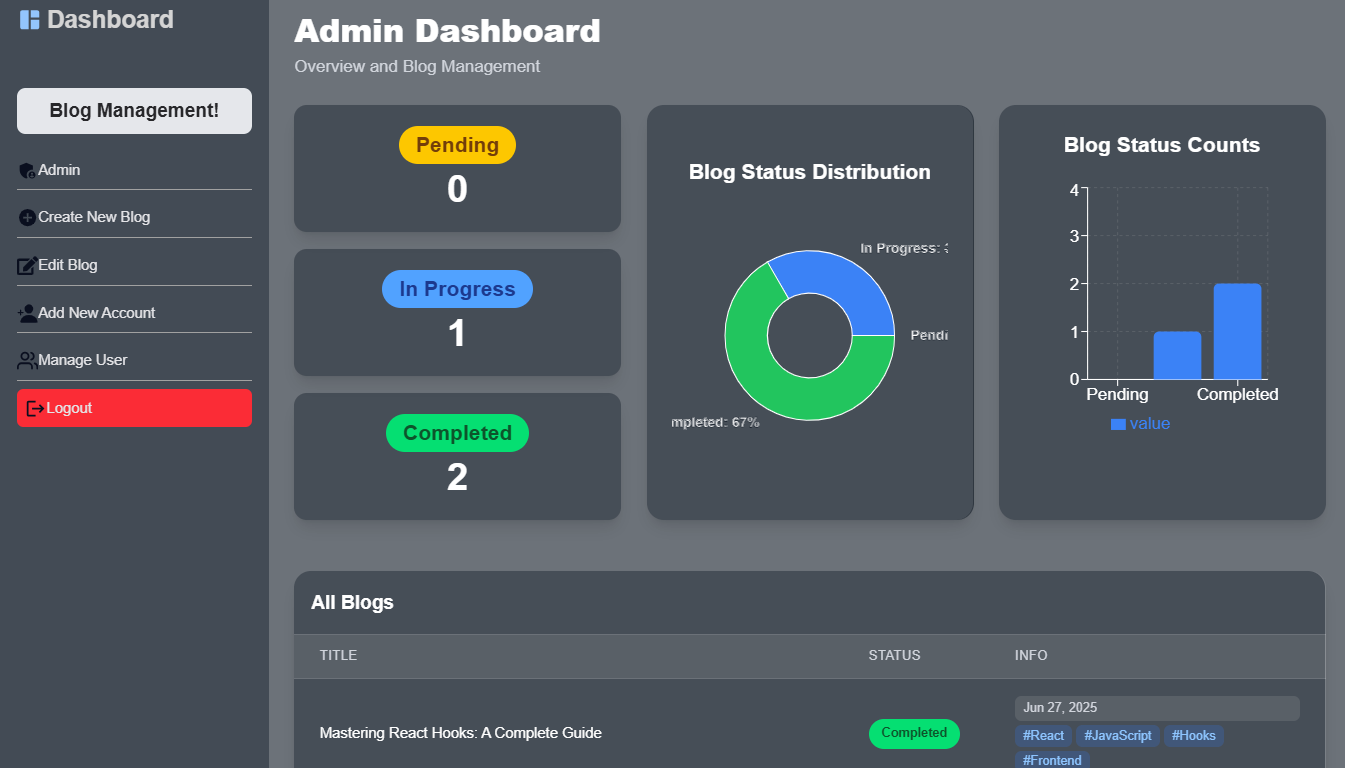 Dashboard
Blog Management!
Admin
Create New Blog
Edit Blog
Add New Account
Manage User
Logout
Admin Dashboard
Overview and Blog Management
Pending
0
In Progress
1
Completed
2
Blog Status Distribution
In Progress:
Pendi
mpleted: 67%
Blog Status Counts
4
3
2
1
0
Pending Completed
value
All Blogs
TITLE STATUS INFO
Mastering React Hooks: A Complete Guide
Completed
Jun 27, 2025
#React #JavaScript #Hooks
#Frontend